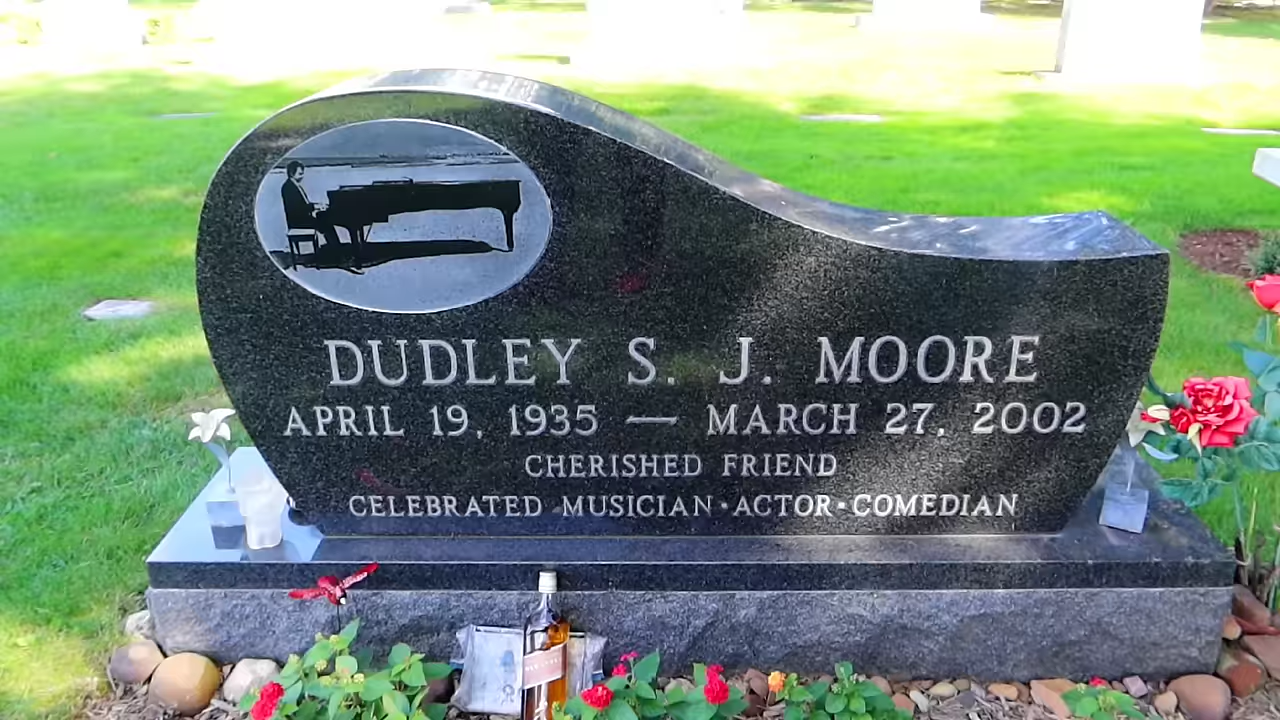 DUDLEY S. J. MOORE
APRIL 19, 1935 — MARCH 27, 2002
CHERISHED FRIEND
CELEBRATED MUSICIAN · ACTOR · COMEDIAN